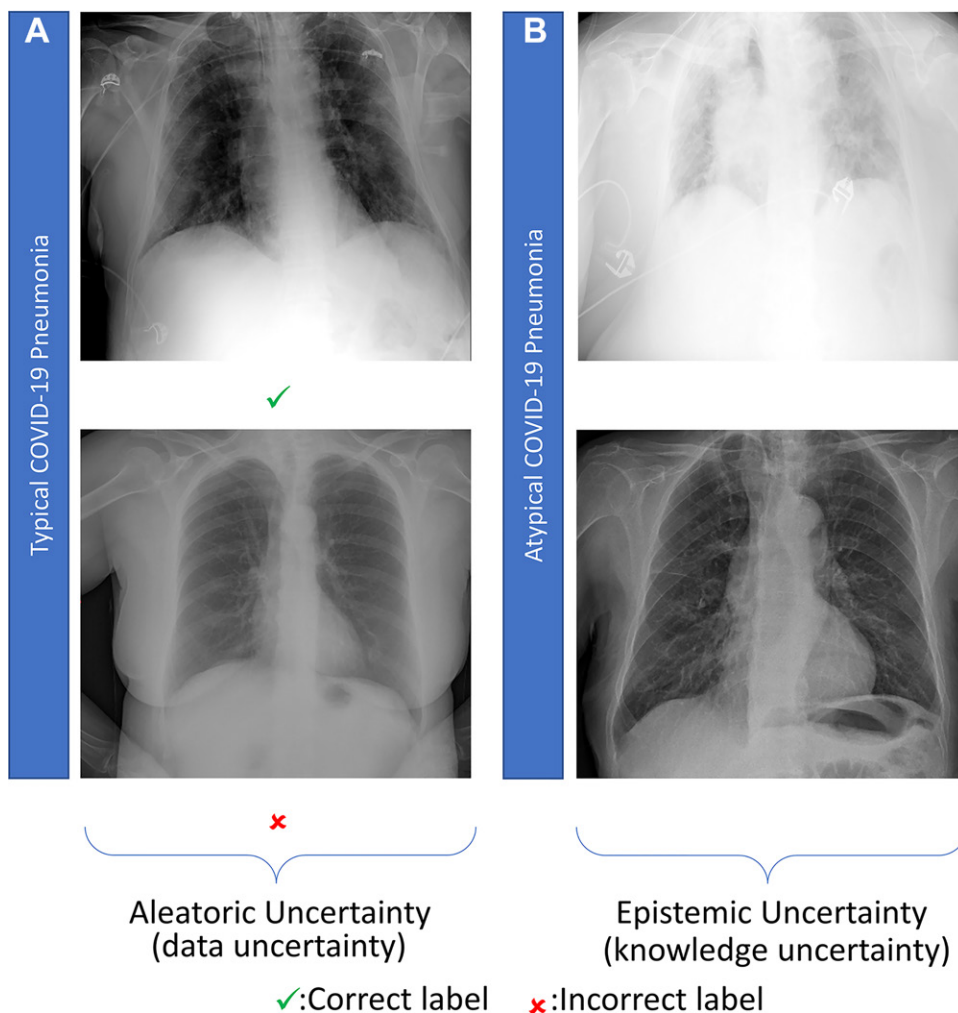 A
Typical COVID-19 Pneumonia
✓
✘
Aleatoric Uncertainty
(data uncertainty)
B
Atypical COVID-19 Pneumonia
Epistemic Uncertainty
(knowledge uncertainty)
✓:Correct label ✘:Incorrect label